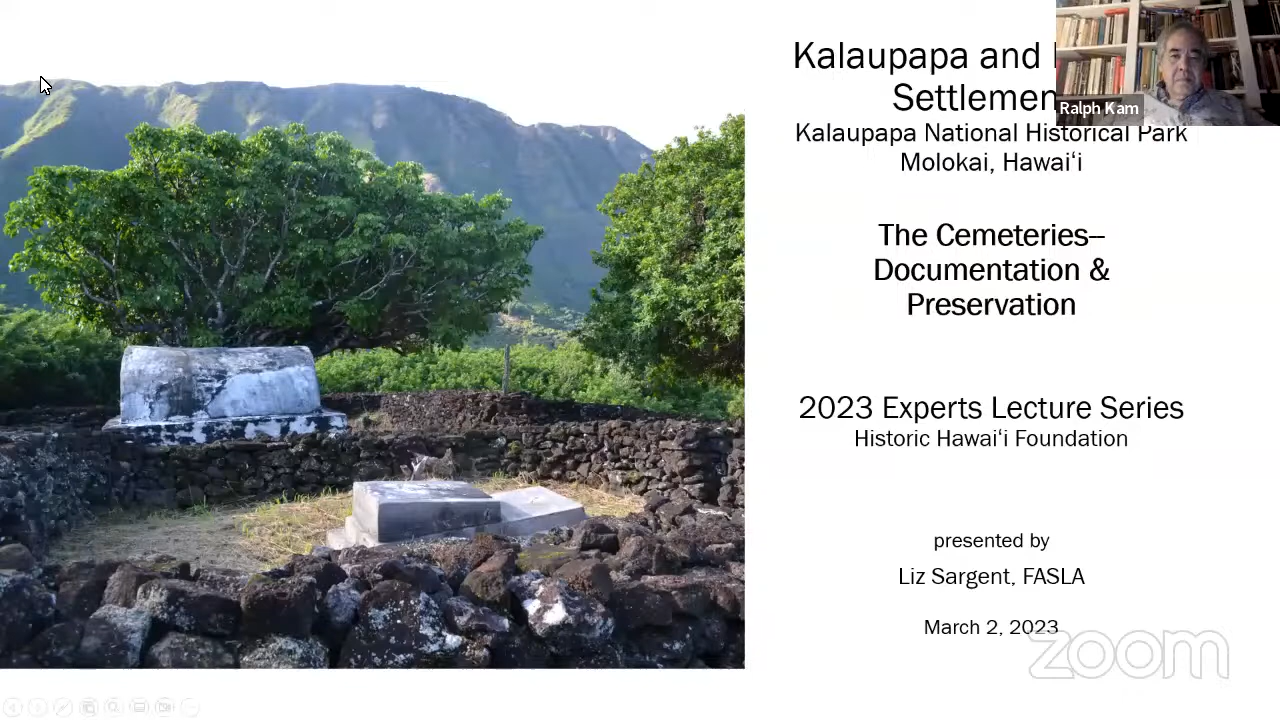 Kalaupapa and
Settlemen
Kalaupapa National Historical Park
Molokai, Hawaiʻi
The Cemeteries–
Documentation &
Preservation
2023 Experts Lecture Series
Historic Hawaiʻi Foundation
presented by
Liz Sargent, FASLA
March 2, 2023
Ralph Kam
zoom